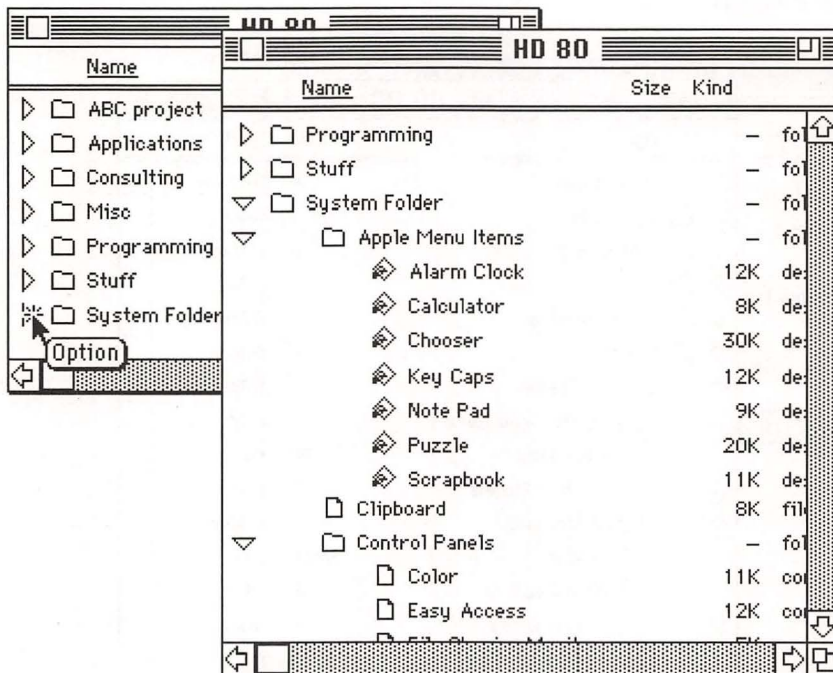 HD 80
Name
ABC project
Applications
Consulting
Misc
Programming
Stuff
System Folder
Option
HD 80
Name Size Kind
Programming –
Stuff –
System Folder –
Apple Menu Items –
Alarm Clock 12K
Calculator 8K
Chooser 30K
Key Caps 12K
Note Pad 9K
Puzzle 20K
Scrapbook 11K
Clipboard 8K
Control Panels –
Color 11K
Easy Access 12K